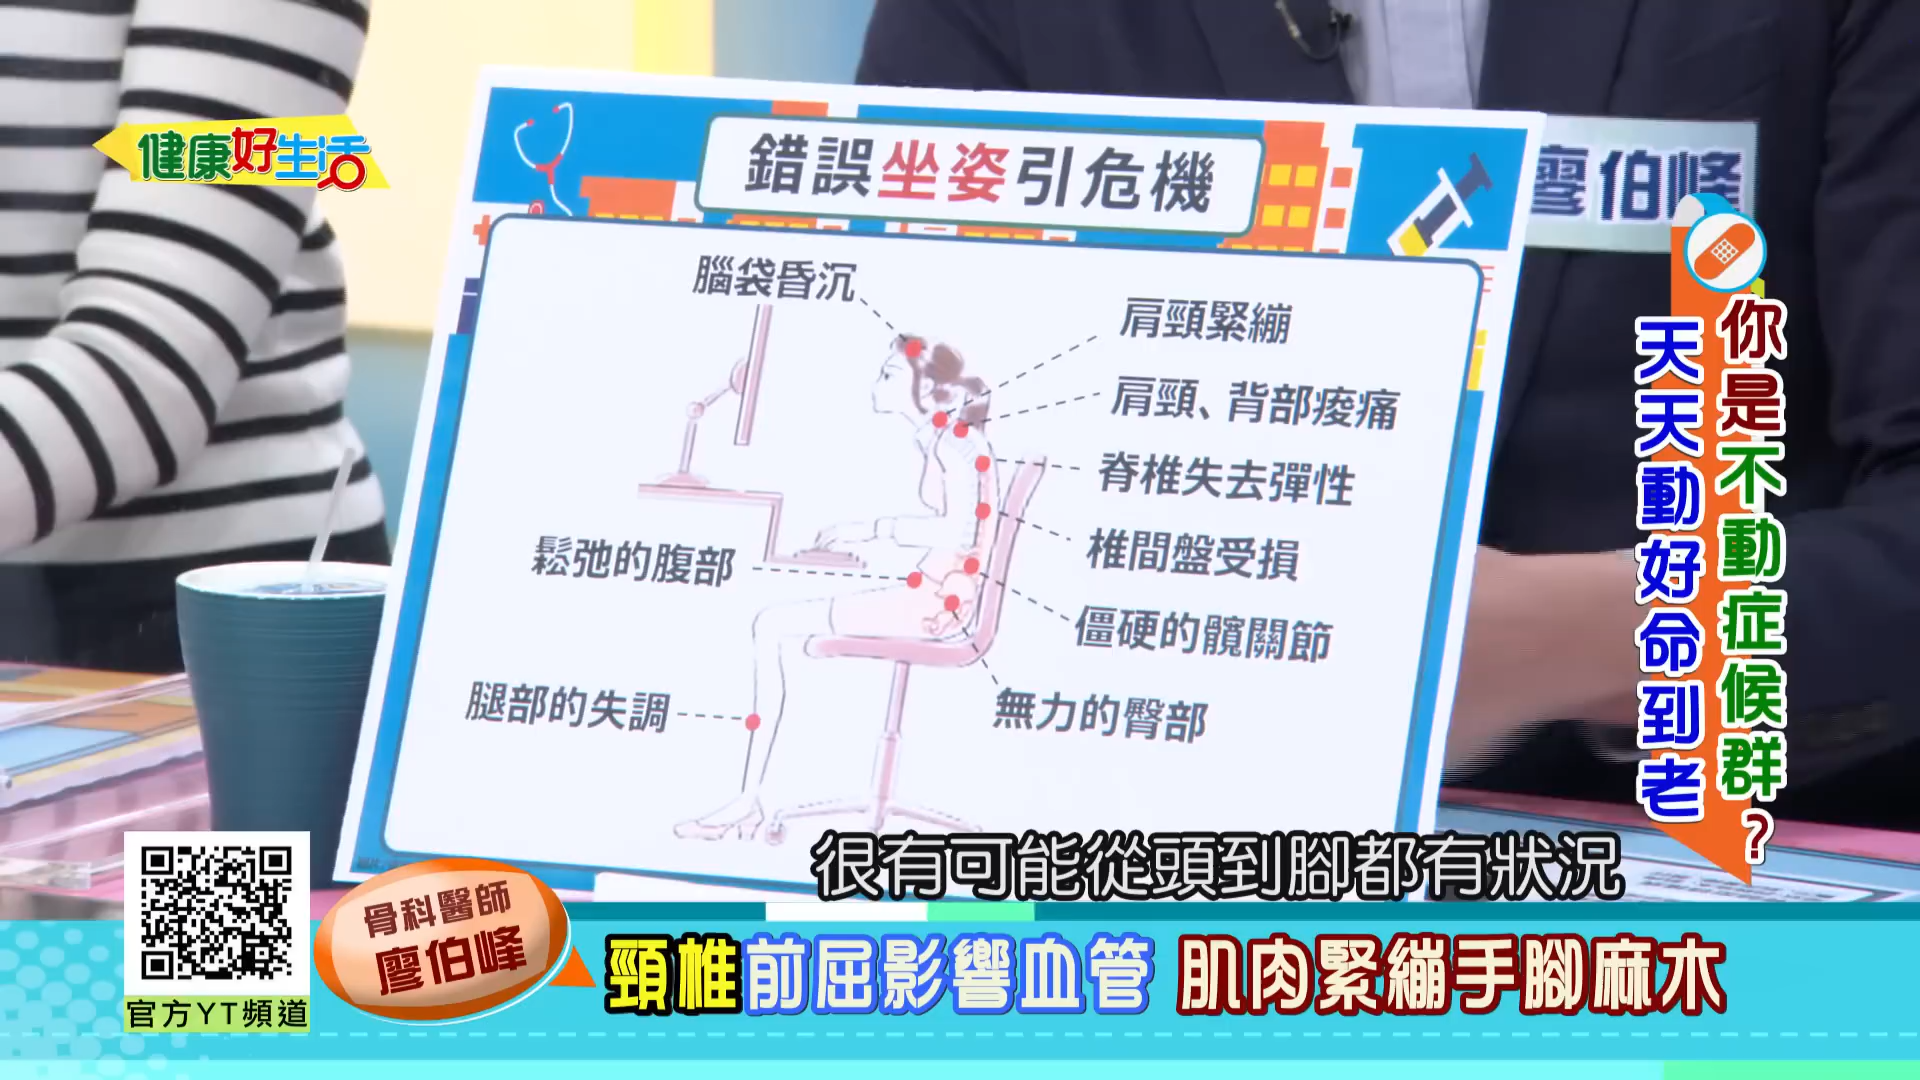 健康好生活
錯誤坐姿引危機
廖伯峰
腦袋昏沉
肩頸緊繃
肩頸、背部痠痛
脊椎失去彈性
椎間盤受損
鬆弛的腹部
僵硬的髖關節
腿部的失調
無力的臀部
你是不動症候群?
天天動好命到老
很有可能從頭到腳都有狀況
骨科醫師
廖伯峰
頸椎前屈影響血管 肌肉緊繃手腳麻木
官方YT頻道